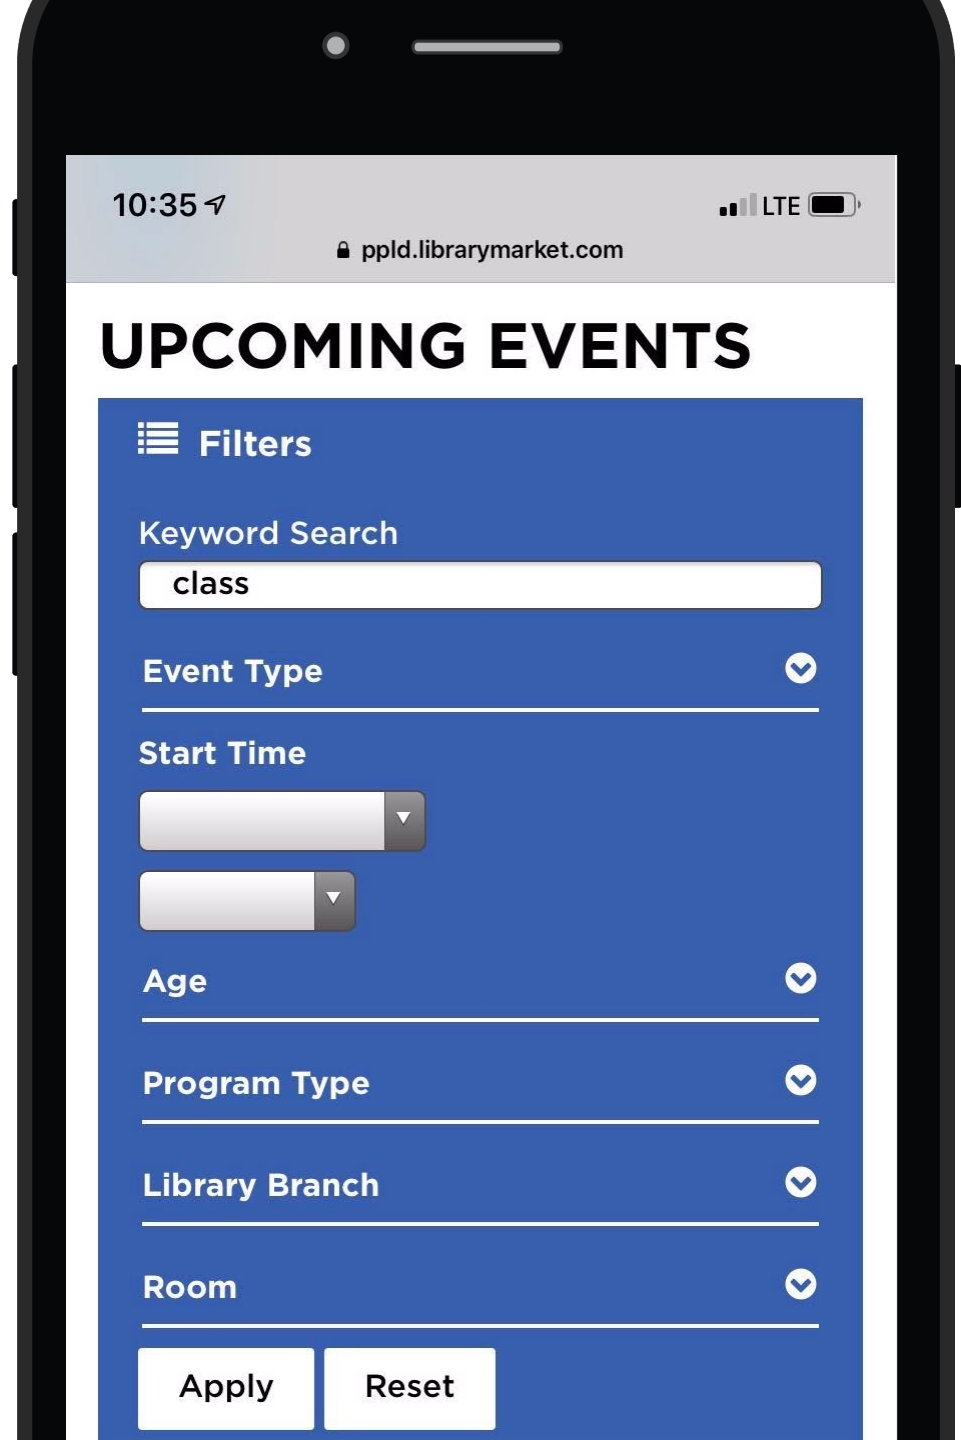 10:35 LTE
ppld.librarymarket.com
UPCOMING EVENTS
Filters
Keyword Search
class
Event Type
Start Time
Age
Program Type
Library Branch
Room
Apply Reset